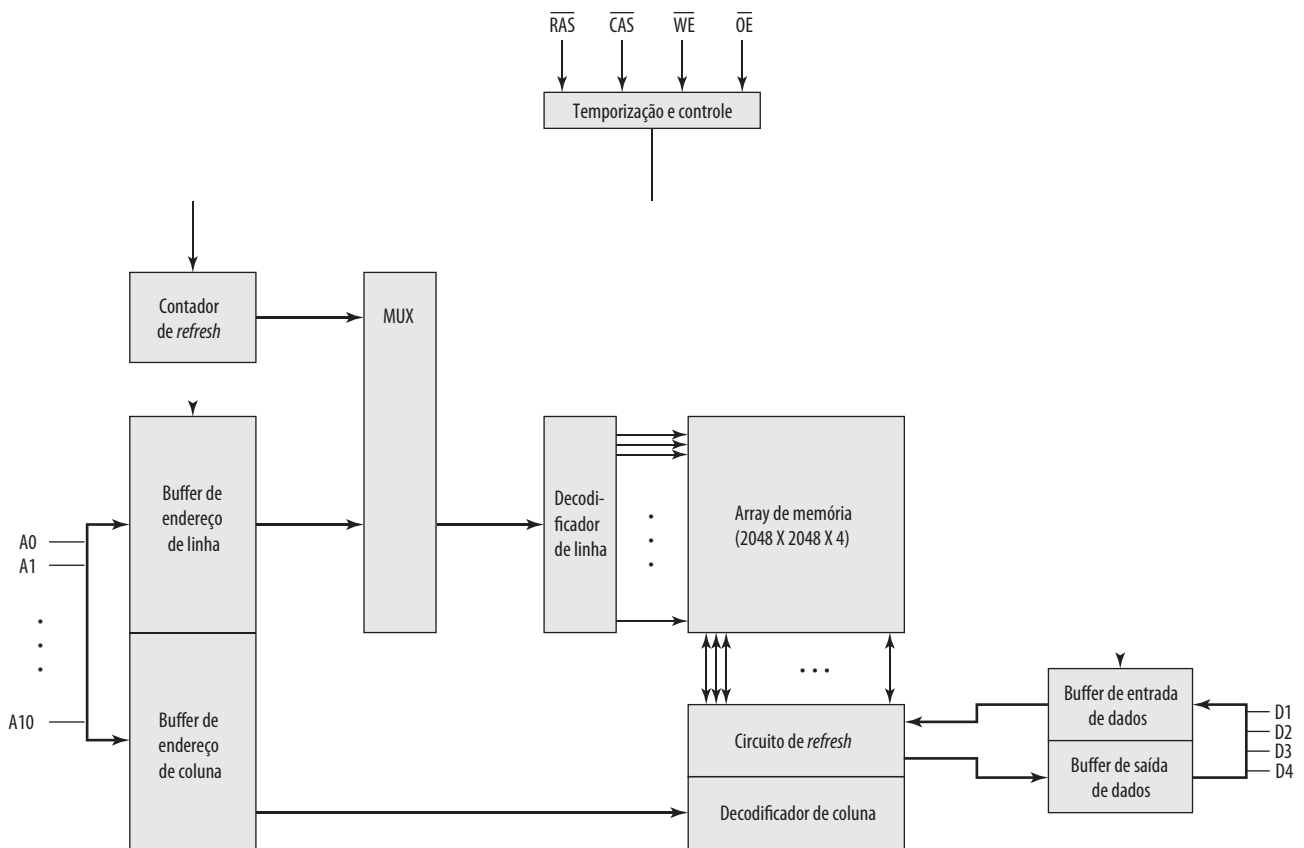 RAS CAS WE OE
Temporização e controle
Contador
de refresh
MUX
Buffer de
endereço
de linha
Decodi-
ficador
de linha
Array de memória
(2048 X 2048 X 4)
A0
A1
A10
Buffer de
endereço
de coluna
Circuito de refresh
Decodificador de coluna
Buffer de entrada
de dados
Buffer de saída
de dados
D1
D2
D3
D4